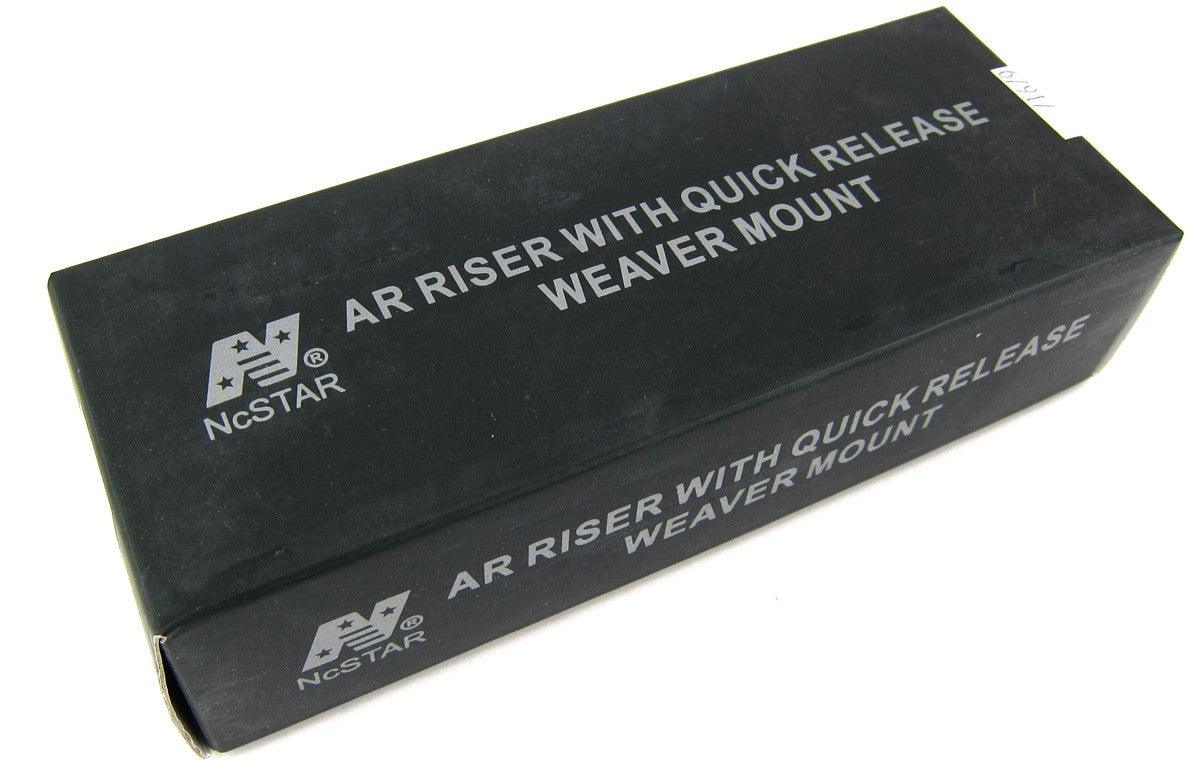 AR RISER WITH QUICK RELEASE
WEAVER MOUNT
®
NcSTAR
AR RISER WITH QUICK RELEASE
WEAVER MOUNT
®
NcSTAR